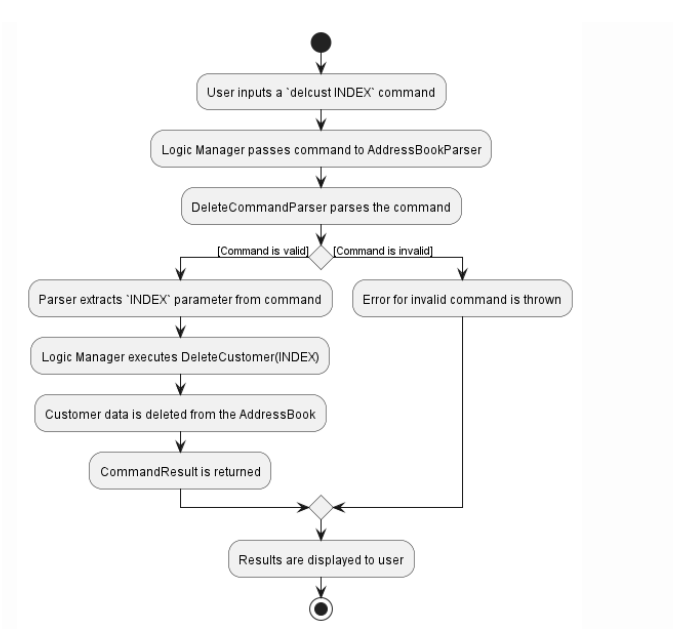 User inputs a `delcust INDEX` command
Logic Manager passes command to AddressBookParser
DeleteCommandParser parses the command
[Command is valid]
[Command is invalid]
Parser extracts `INDEX` parameter from command
Error for invalid command is thrown
Logic Manager executes DeleteCustomer(INDEX)
Customer data is deleted from the AddressBook
CommandResult is returned
Results are displayed to user